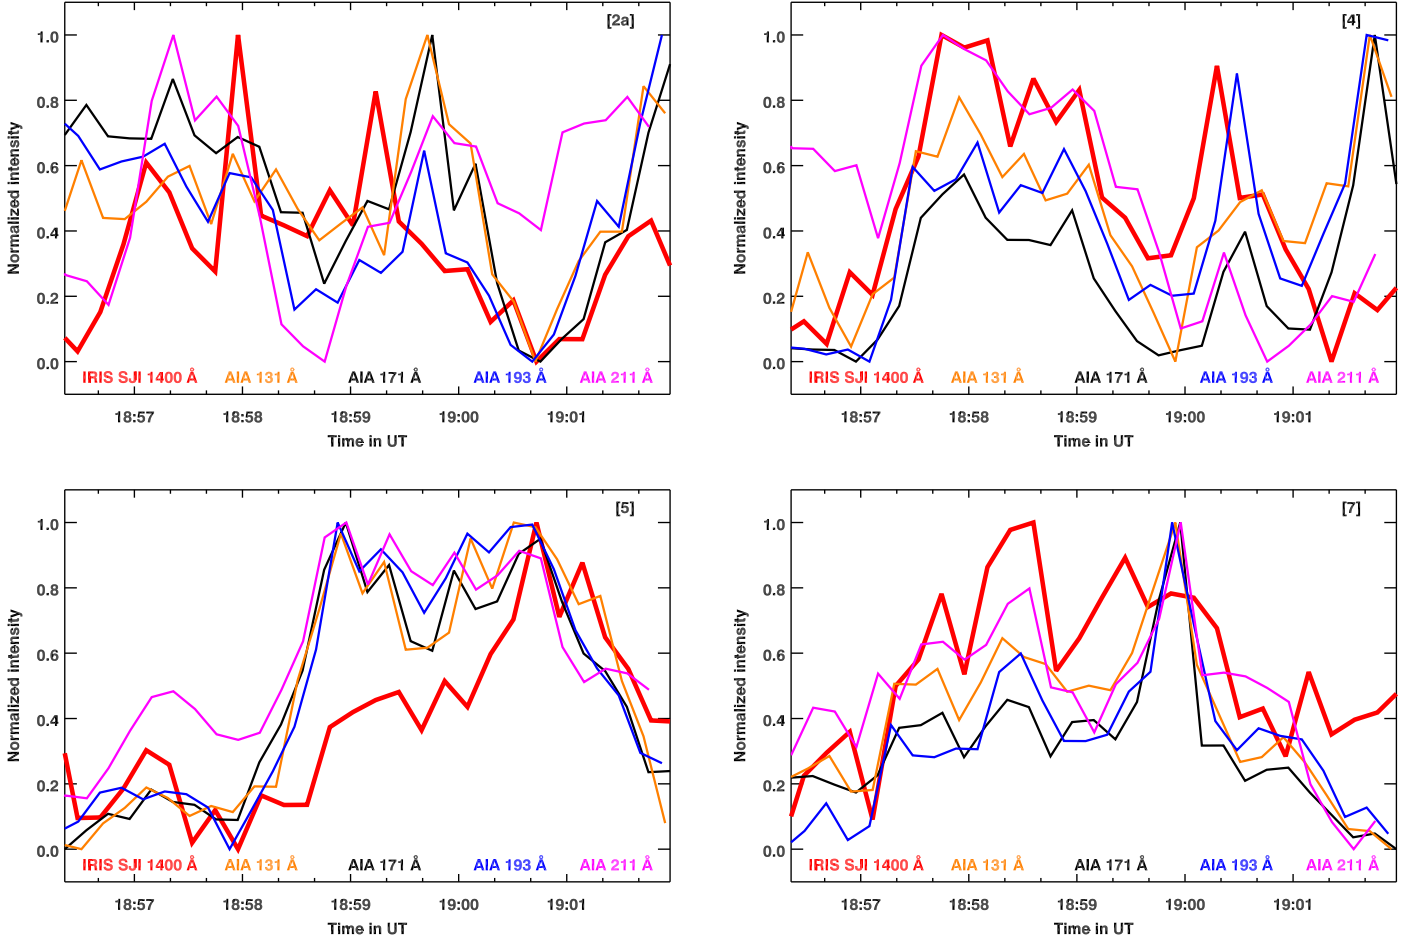 [2a]
1.0
0.8
0.6
0.4
0.2
0.0
Normalized intensity
IRIS SJI 1400 Å AIA 131 Å AIA 171 Å AIA 193 Å AIA 211 Å
18:57 18:58 18:59 19:00 19:01
Time in UT
[4]
1.0
0.8
0.6
0.4
0.2
0.0
Normalized intensity
IRIS SJI 1400 Å AIA 131 Å AIA 171 Å AIA 193 Å AIA 211 Å
18:57 18:58 18:59 19:00 19:01
Time in UT
[5]
1.0
0.8
0.6
0.4
0.2
0.0
Normalized intensity
IRIS SJI 1400 Å AIA 131 Å AIA 171 Å AIA 193 Å AIA 211 Å
18:57 18:58 18:59 19:00 19:01
Time in UT
[7]
1.0
0.8
0.6
0.4
0.2
0.0
Normalized intensity
IRIS SJI 1400 Å AIA 131 Å AIA 171 Å AIA 193 Å AIA 211 Å
18:57 18:58 18:59 19:00 19:01
Time in UT